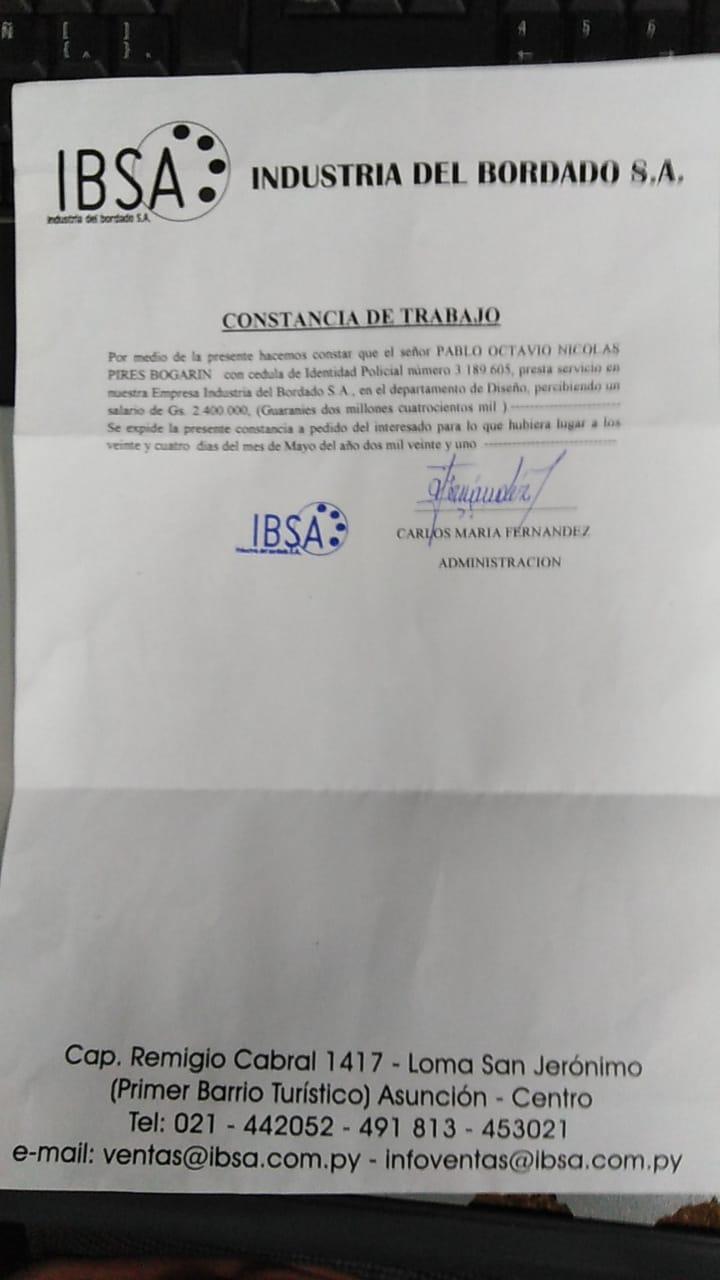 Ñ [ { ^ ] } 4 5 6
IBSA
Industria del bordado S.A.
INDUSTRIA DEL BORDADO S.A.
CONSTANCIA DE TRABAJO
Por medio de la presente hacemos constar que el señor PABLO OCTAVIO NICOLAS
PIRES BOGARIN con cedula de Identidad Policial número 3 189 605, presta servicio en
nuestra Empresa Industria del Bordado S.A., en el departamento de Diseño, percibiendo un
salario de Gs. 2.400.000, (Guaranies dos millones cuatrocientos mil ) --------------------
Se expide la presente constancia a pedido del interesado para lo que hubiera lugar a los
veinte y cuatro dias del mes de Mayo del año dos mil veinte y uno ------------------------
Fernández
IBSA
Industria del bordado S.A.
CARLOS MARIA FERNANDEZ
ADMINISTRACION
Cap. Remigio Cabral 1417 - Loma San Jerónimo
(Primer Barrio Turístico) Asunción - Centro
Tel: 021 - 442052 - 491 813 - 453021
e-mail: ventas@ibsa.com.py - infoventas@ibsa.com.py